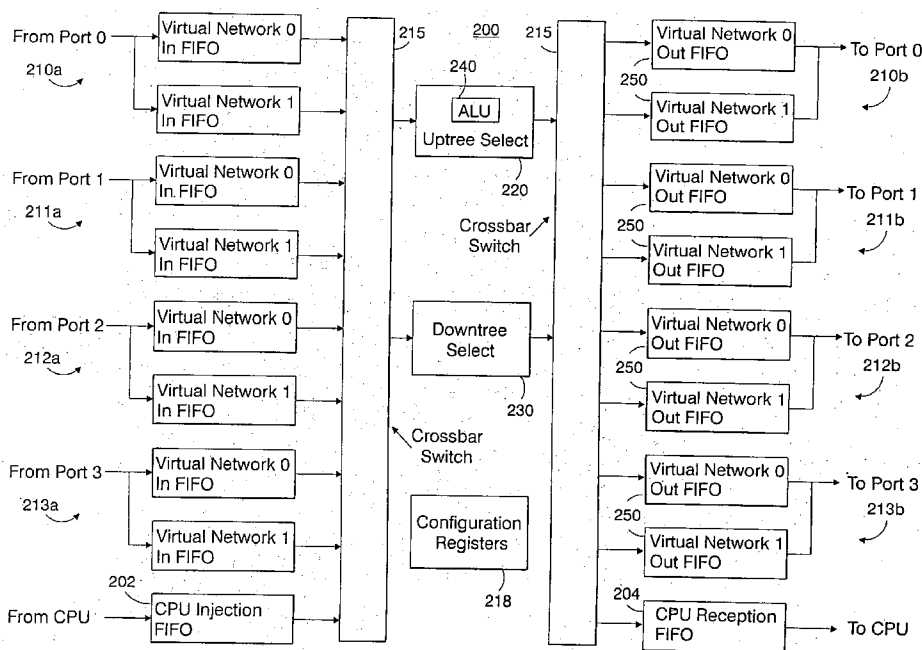 From Port 0
210a
Virtual Network 0
In FIFO
Virtual Network 1
In FIFO
From Port 1
211a
Virtual Network 0
In FIFO
Virtual Network 1
In FIFO
From Port 2
212a
Virtual Network 0
In FIFO
Virtual Network 1
In FIFO
From Port 3
213a
Virtual Network 0
In FIFO
Virtual Network 1
In FIFO
From CPU
202
CPU Injection
FIFO
215
200
215
240
ALU
Uptree Select
220
Crossbar
Switch
Downtree
Select
230
Crossbar
Switch
Configuration
Registers
218
Virtual Network 0
Out FIFO
250
Virtual Network 1
Out FIFO
To Port 0
210b
Virtual Network 0
Out FIFO
250
Virtual Network 1
Out FIFO
To Port 1
211b
Virtual Network 0
Out FIFO
250
Virtual Network 1
Out FIFO
To Port 2
212b
Virtual Network 0
Out FIFO
250
Virtual Network 1
Out FIFO
To Port 3
213b
204
CPU Reception
FIFO
To CPU